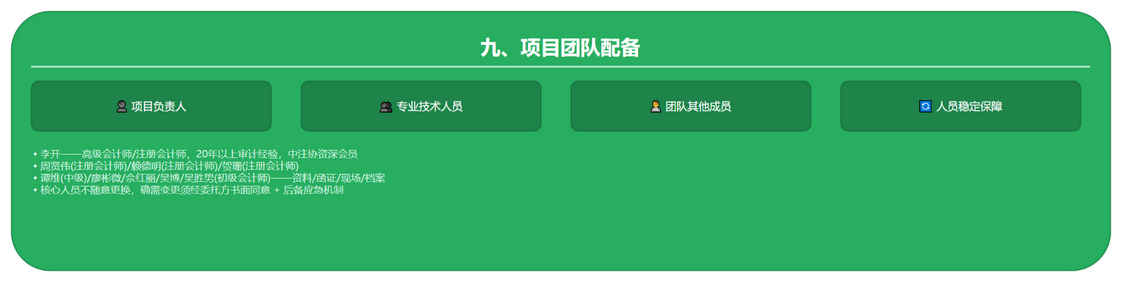 九、项目团队配备
项目负责人
专业技术人员
团队其他成员
人员稳定保障
• 李开——高级会计师/注册会计师，20年以上审计经验，中注协资深会员
• 周贤伟(注册会计师)/赖德明(注册会计师)/贺珊(注册会计师)
• 谭维(中级)/廖彬微/余红丽/吴博/吴胜男(初级会计师)——资料/函证/现场/档案
• 核心人员不随意更换，确需变更须经委托方书面同意 + 后备应急机制